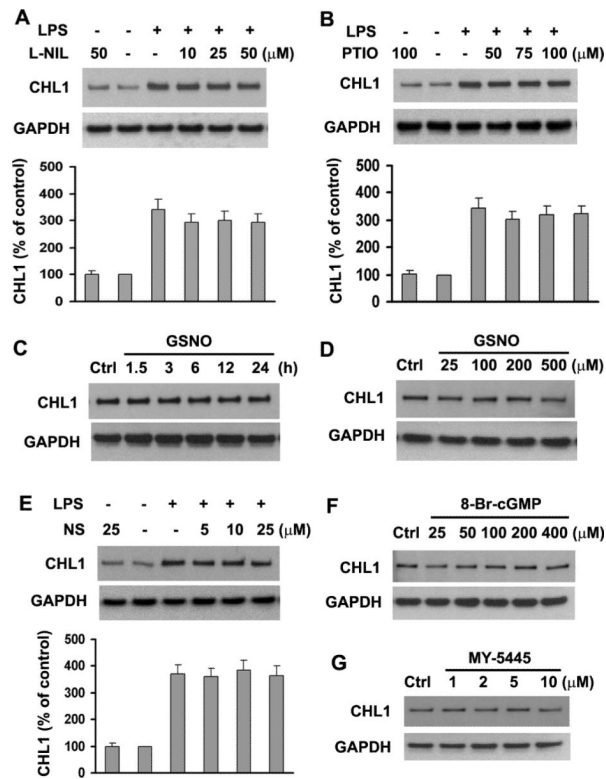 A
LPS - - + + + +
L-NIL 50 - - 10 25 50 (μM)
CHL1
GAPDH
CHL1 (% of control)
500
400
300
200
100
0
B
LPS - - + + + +
PTIO 100 - - 50 75 100 (μM)
CHL1
GAPDH
CHL1 (% of control)
500
400
300
200
100
0
C
GSNO
Ctrl 1.5 3 6 12 24 (h)
CHL1
GAPDH
D
GSNO
Ctrl 25 100 200 500 (μM)
CHL1
GAPDH
E
LPS - - + + + +
NS 25 - - 5 10 25 (μM)
CHL1
GAPDH
CHL1 (% of control)
500
400
300
200
100
0
F
8-Br-cGMP
Ctrl 25 50 100 200 400 (μM)
CHL1
GAPDH
G
MY-5445
Ctrl 1 2 5 10 (μM)
CHL1
GAPDH